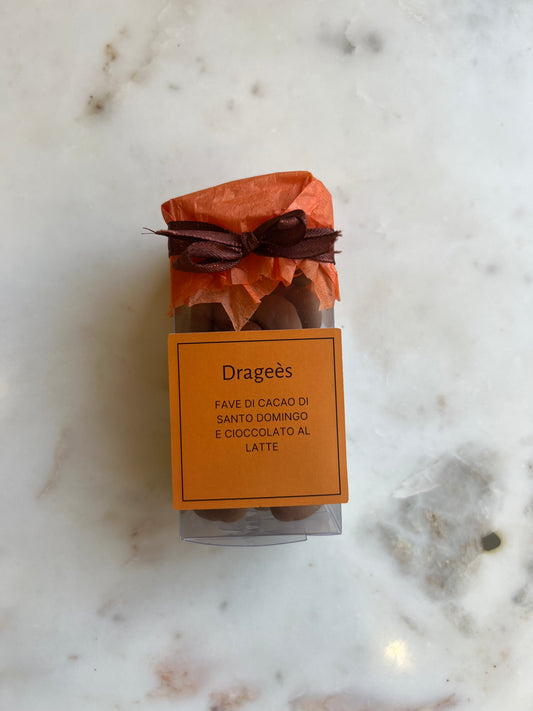 Drageès
FAVE DI CACAO DI
SANTO DOMINGO
E CIOCCOLATO AL
LATTE